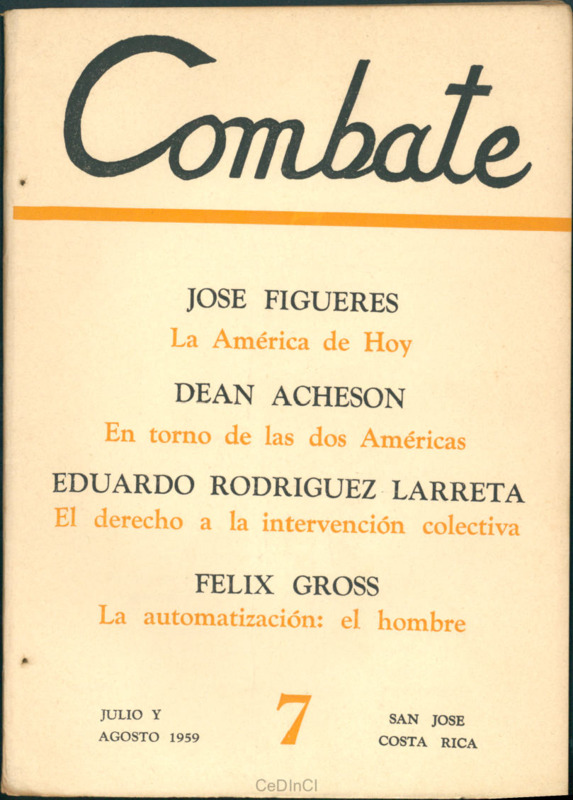 Combate
JOSE FIGUERES
La América de Hoy
DEAN ACHESON
En torno de las dos Américas
EDUARDO RODRIGUEZ LARRETA
El derecho a la intervención colectiva
FELIX GROSS
La automatización: el hombre
JULIO Y
AGOSTO 1959
7
SAN JOSE
COSTA RICA
CeDInCI